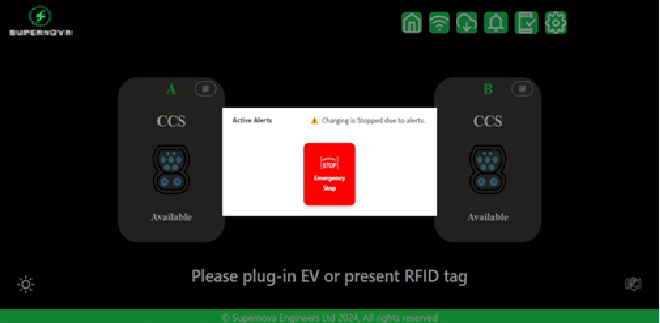 SUPERNOVA
A
B
CCS
CCS
Active Alerts
Charging is Stopped due to alerts.
STOP
Emergency
Stop
Available
Available
Please plug-in EV or present RFID tag
© Supernova Engineers Ltd 2024, All rights reserved